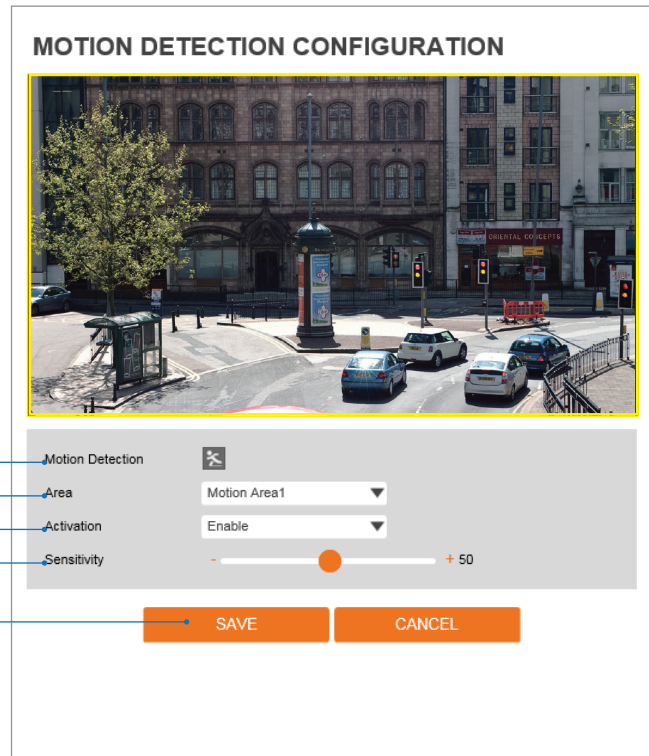 MOTION DETECTION CONFIGURATION
ORIENTAL CONCEPTS
Motion Detection
Area Motion Area1
Activation Enable
Sensitivity - + 50
SAVE CANCEL